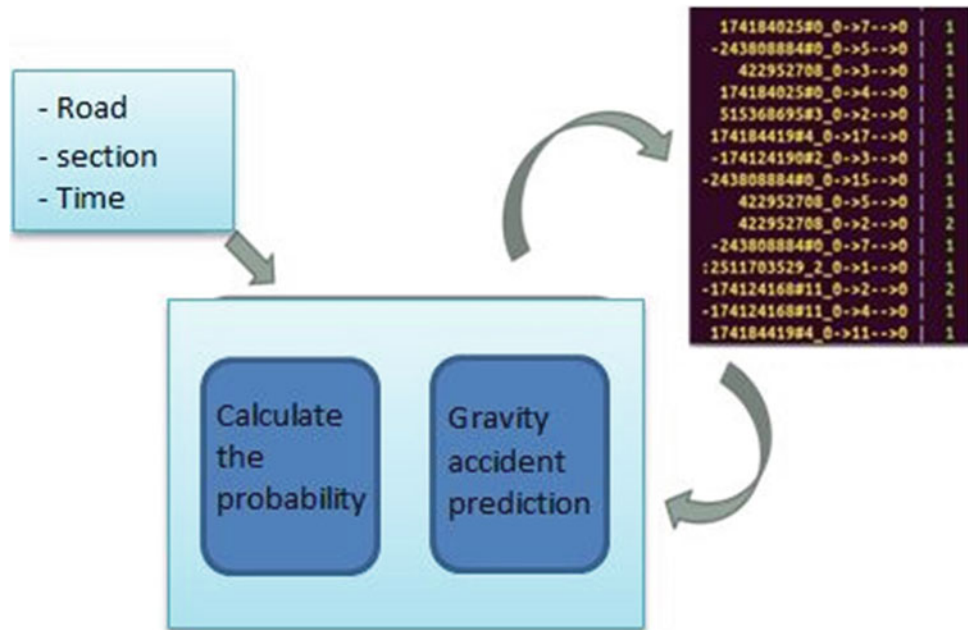 - Road
- section
- Time
174184025#0_0->7-->0 | 1
-243808884#0_0->5-->0 | 1
422952708_0->3-->0 | 1
174184025#0_0->4-->0 | 1
515368695#3_0->2-->0 | 1
174184419#4_0->17-->0 | 1
-174124190#2_0->3-->0 | 1
-243808884#0_0->15-->0 | 1
422952708_0->5-->0 | 1
422952708_0->2-->0 | 2
-243808884#0_0->7-->0 | 1
:2511703529_2_0->1-->0 | 1
-174124168#11_0->2-->0 | 2
-174124168#11_0->4-->0 | 1
174184419#4_0->11-->0 | 1
Calculate
the
probability
Gravity
accident
prediction